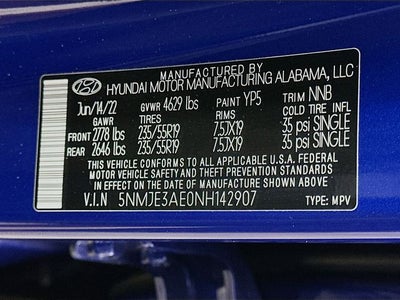 MANUFACTURED BY
HYUNDAI MOTOR MANUFACTURING ALABAMA, LLC
Jun/14/22 GVWR 4629 lbs PAINT YP5 TRIM NNB
GAWR TIRES RIMS COLD TIRE INFL
FRONT 2778 lbs 235/55R19 7.5JX19 35 psi SINGLE
REAR 2646 lbs 235/55R19 7.5JX19 35 psi SINGLE
THIS VEHICLE CONFORMS TO ALL APPLICABLE U.S.A. FEDERAL
MOTOR VEHICLE SAFETY AND THEFT PREVENTION STANDARDS
IN EFFECT ON THE DATE OF MANUFACTURE SHOWN ABOVE
V.I.N 5NMJE3AE0NH142907 TYPE: MPV